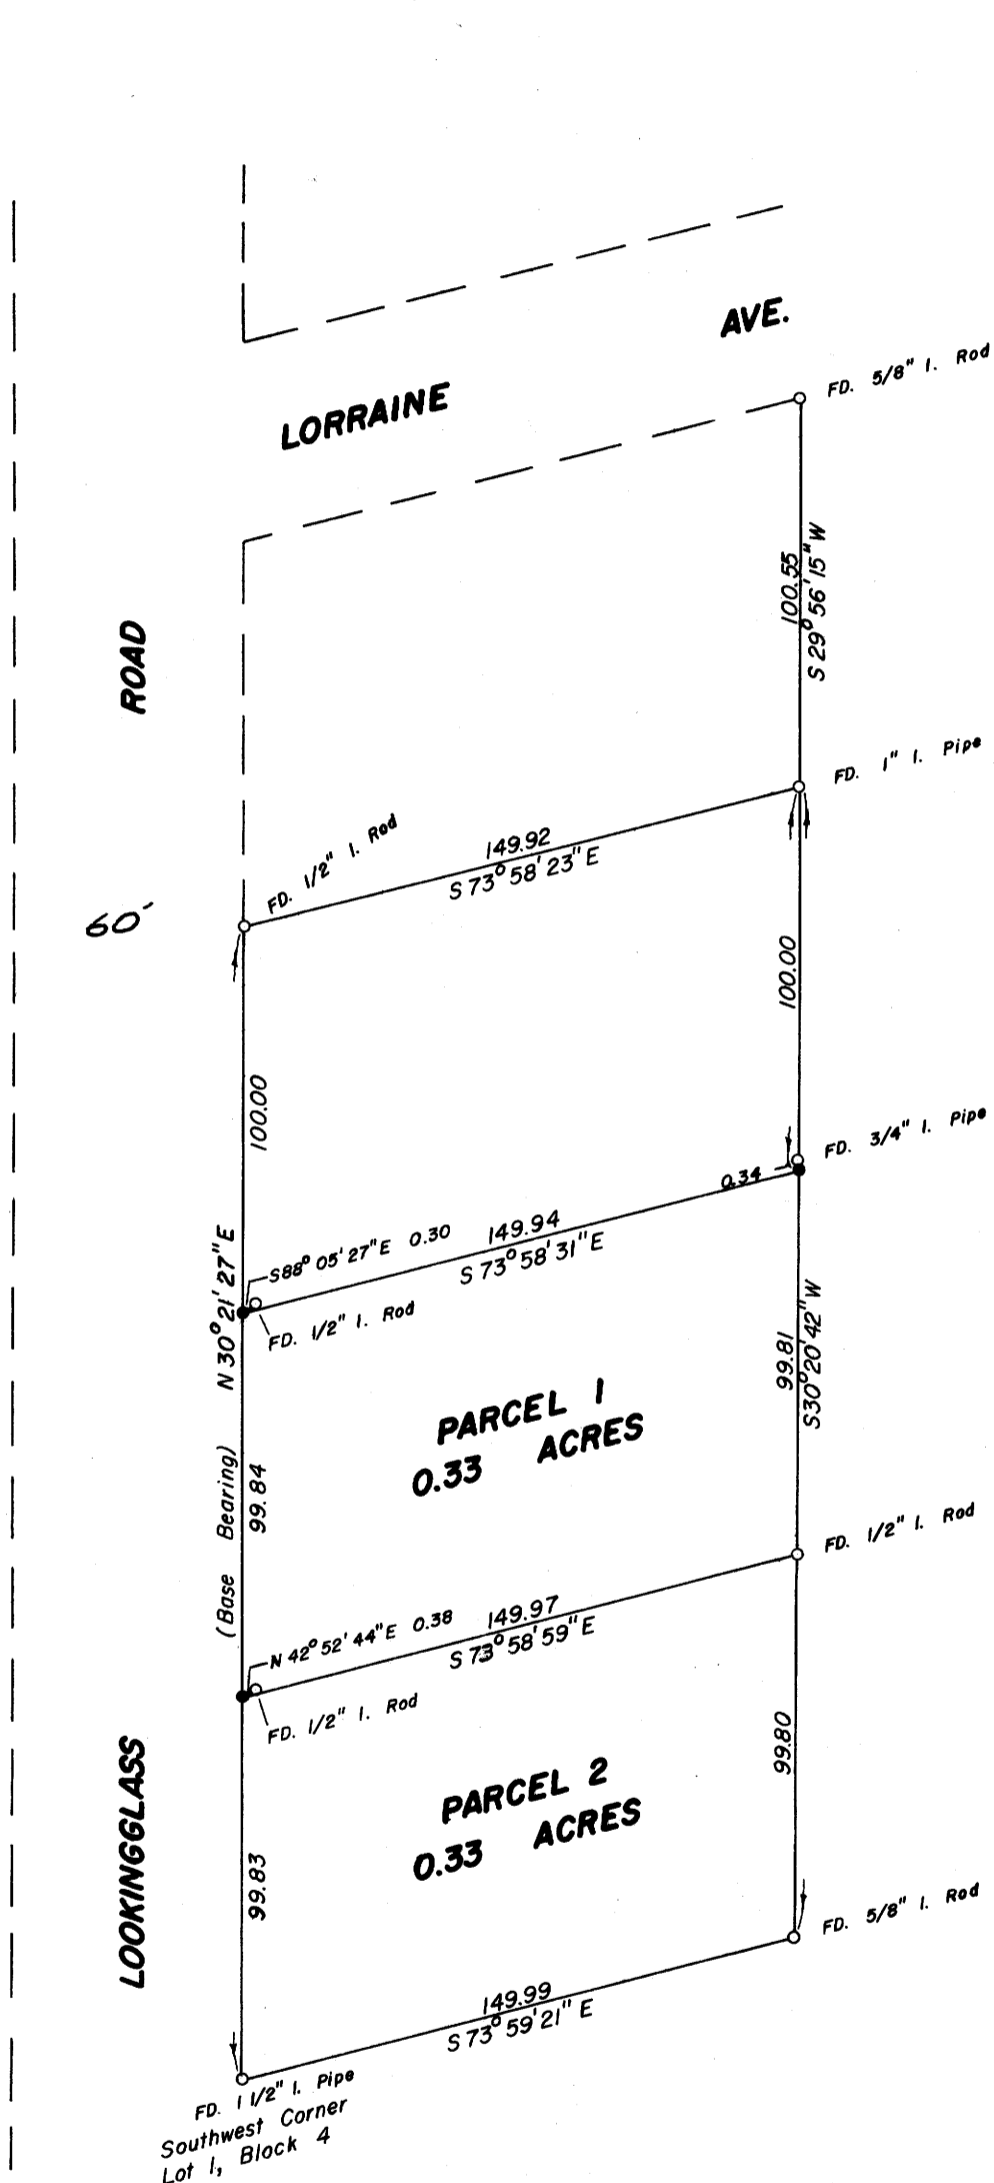 AVE.
LORRAINE
FD. 5/8" I. Rod
100.55
S 29° 56' 15" W
ROAD
FD. 1" I. Pipe
FD. 1/2" I. Rod
149.92
S 73° 58' 23" E
60'
100.00
100.00
FD. 3/4" I. Pipe
0.34
S 88° 05' 27" E 0.30
149.94
S 73° 58' 31" E
FD. 1/2" I. Rod
N 30° 21' 27" E
(Base Bearing)
99.84
PARCEL 1
0.33 ACRES
99.81
S 30° 20' 42" W
FD. 1/2" I. Rod
N 42° 52' 44" E 0.38
149.97
S 73° 58' 59" E
FD. 1/2" I. Rod
LOOKINGGLASS
99.83
PARCEL 2
0.33 ACRES
99.80
FD. 5/8" I. Rod
149.99
S 73° 59' 21" E
FD. 1 1/2" I. Pipe
Southwest Corner
Lot 1, Block 4